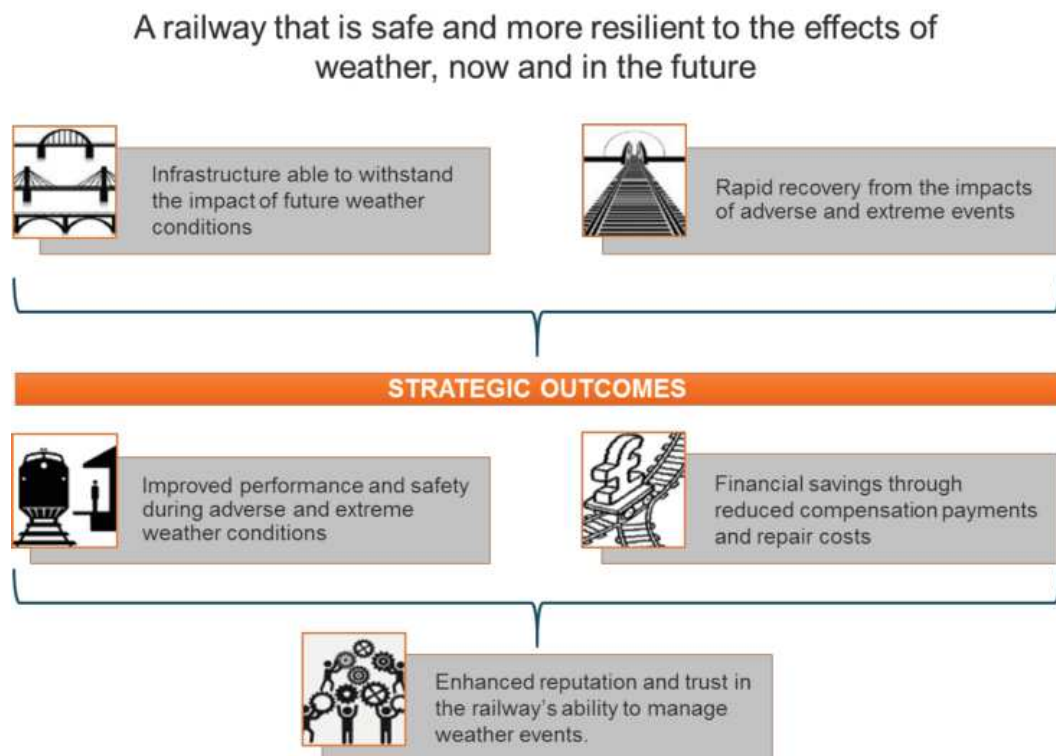 A railway that is safe and more resilient to the effects of
weather, now and in the future
Infrastructure able to withstand
the impact of future weather
conditions
Rapid recovery from the impacts
of adverse and extreme events
STRATEGIC OUTCOMES
Improved performance and safety
during adverse and extreme
weather conditions
£
Financial savings through
reduced compensation payments
and repair costs
Enhanced reputation and trust in
the railway's ability to manage
weather events.